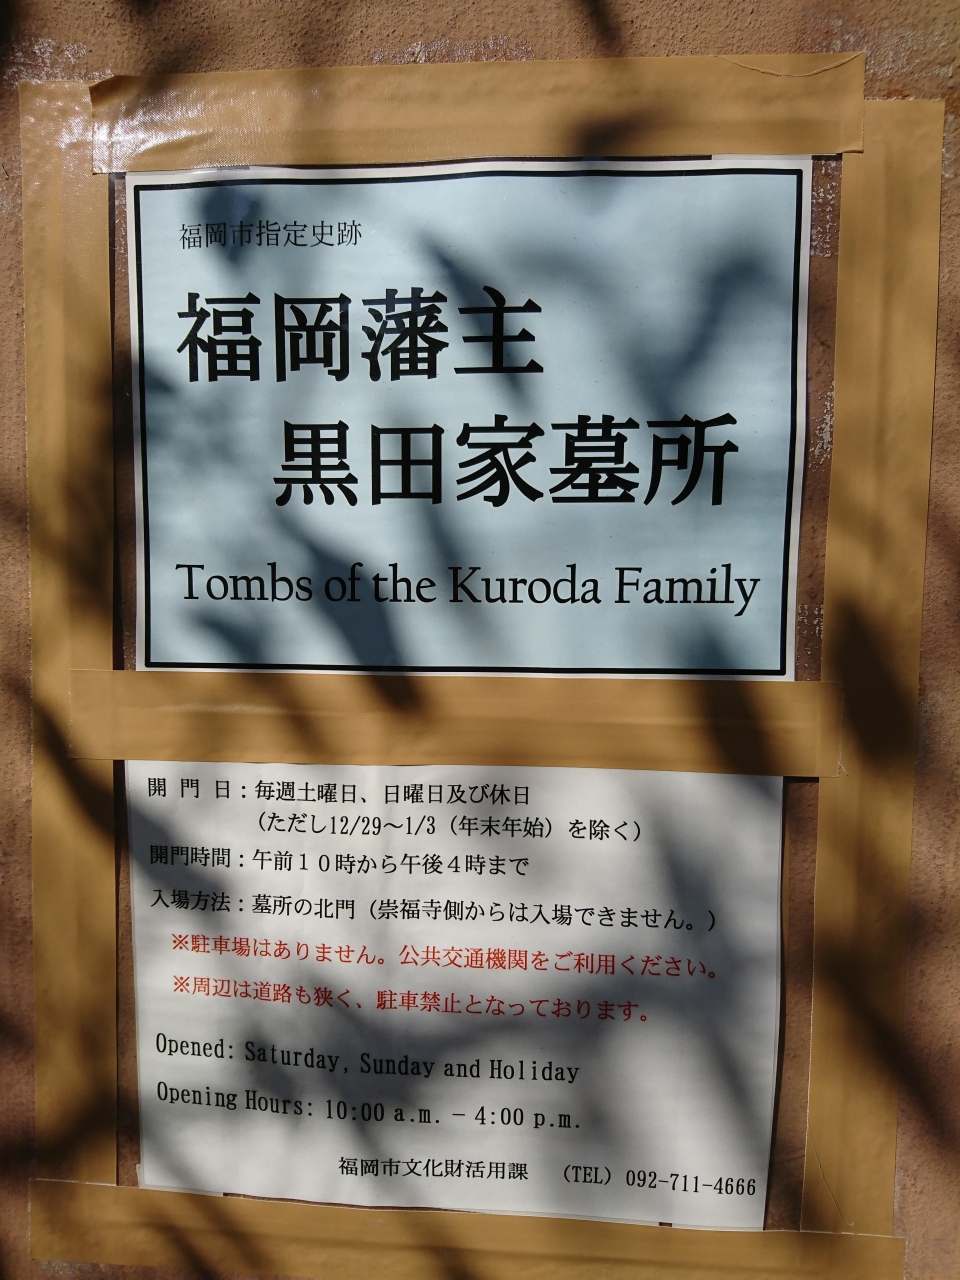 福岡市指定史跡
福岡藩主
黒田家墓所
Tombs of the Kuroda Family
開門日：毎週土曜日、日曜日及び休日
（ただし12/29～1/3（年末年始）を除く）
開門時間：午前１０時から午後４時まで
入場方法：墓所の北門（崇福寺側からは入場できません。）
※駐車場はありません。公共交通機関をご利用ください。
※周辺は道路も狭く、駐車禁止となっております。
Opened: Saturday, Sunday and Holiday
Opening Hours: 10:00 a.m. － 4:00 p.m.
福岡市文化財活用課　（TEL）092-711-4666